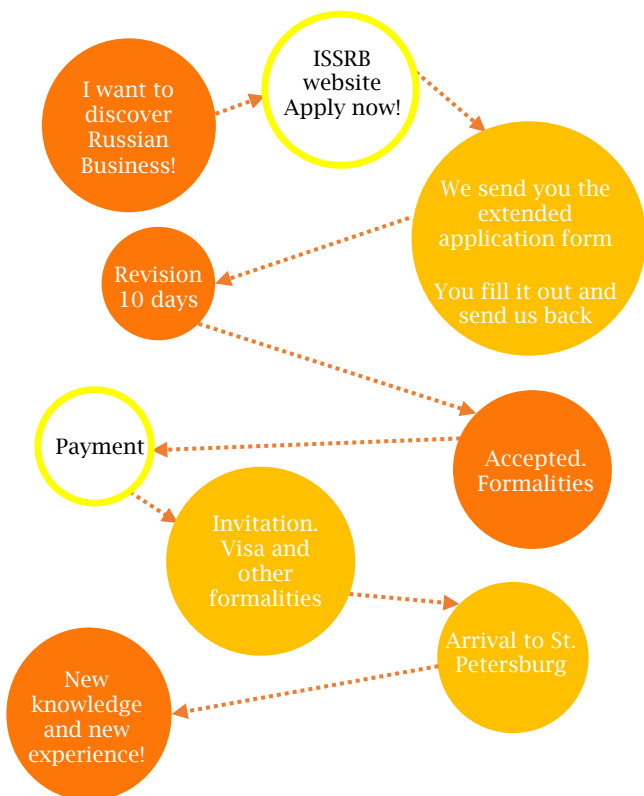 I want to
discover
Russian
Business!
ISSRB
website
Apply now!
We send you the
extended
application form
You fill it out and
send us back
Revision
10 days
Accepted.
Formalities
Payment
Invitation.
Visa and
other
formalities
Arrival to St.
Petersburg
New
knowledge
and new
experience!